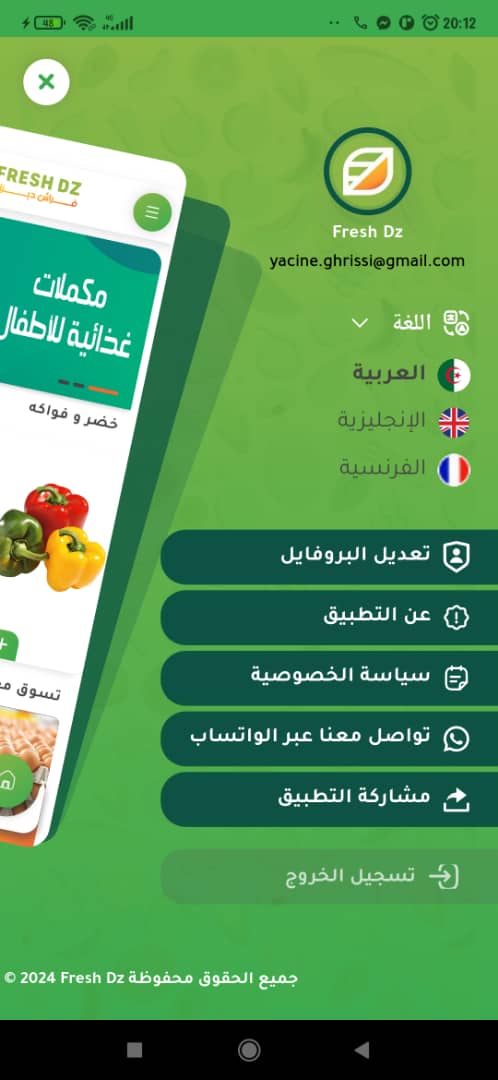 48
4G
20:12
FRESH DZ
مكملات
غذائية للأطفال
خضر و فواكه
+
تسوق
Fresh Dz
yacine.ghrissi@gmail.com
اللغة
العربية
الإنجليزية
الفرنسية
تعديل البروفايل
عن التطبيق
سياسة الخصوصية
تواصل معنا عبر الواتساب
مشاركة التطبيق
تسجيل الخروج
جميع الحقوق محفوظة Fresh Dz 2024 ©